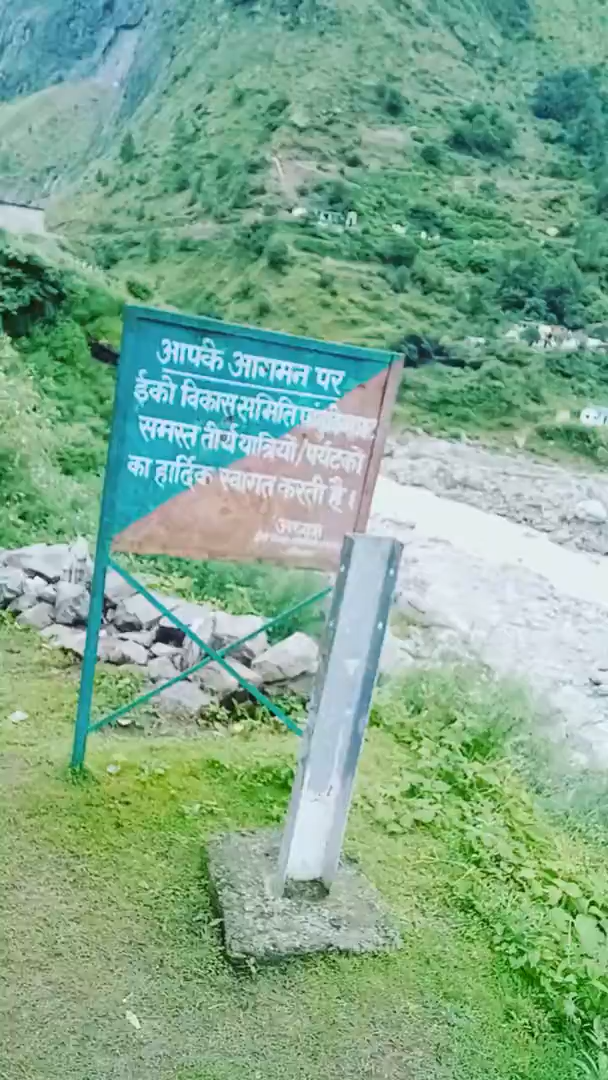 आपके आगमन पर
ईको विकास समिति
समस्त तीर्थ यात्रियों/पर्यटकों
का हार्दिक स्वागत करती है।
अध्यक्ष